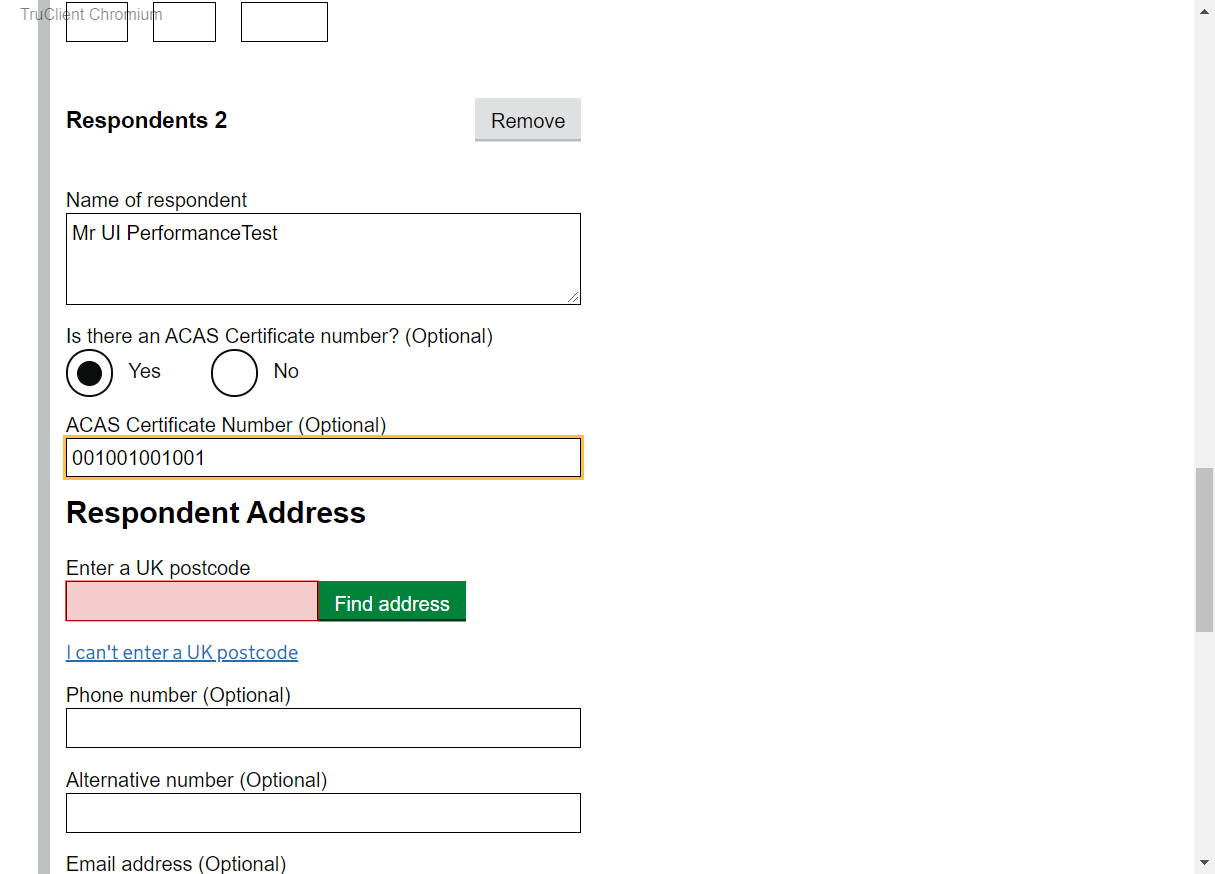 TruClient Chromium
Respondents 2
Remove
Name of respondent
Mr UI PerformanceTest
Is there an ACAS Certificate number? (Optional)
Yes
No
ACAS Certificate Number (Optional)
001001001001
Respondent Address
Enter a UK postcode
Find address
I can't enter a UK postcode
Phone number (Optional)
Alternative number (Optional)
Email address (Optional)